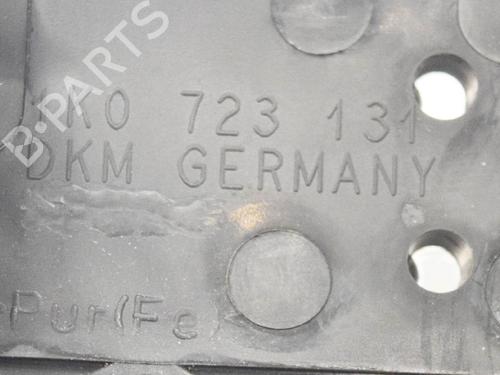 B-PARTS
1K0 723 131
DKM GERMANY
Pur(Fe)